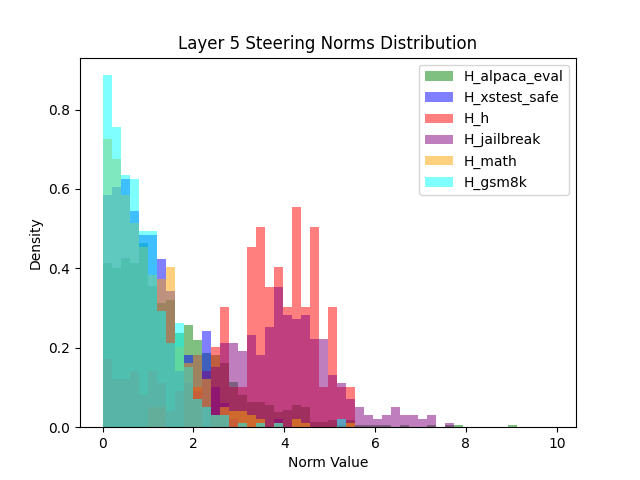 Layer 5 Steering Norms Distribution
H_alpaca_eval
H_xstest_safe
H_h
H_jailbreak
H_math
H_gsm8k
Density
0.8
0.6
0.4
0.2
0.0
0 2 4 6 8 10
Norm Value